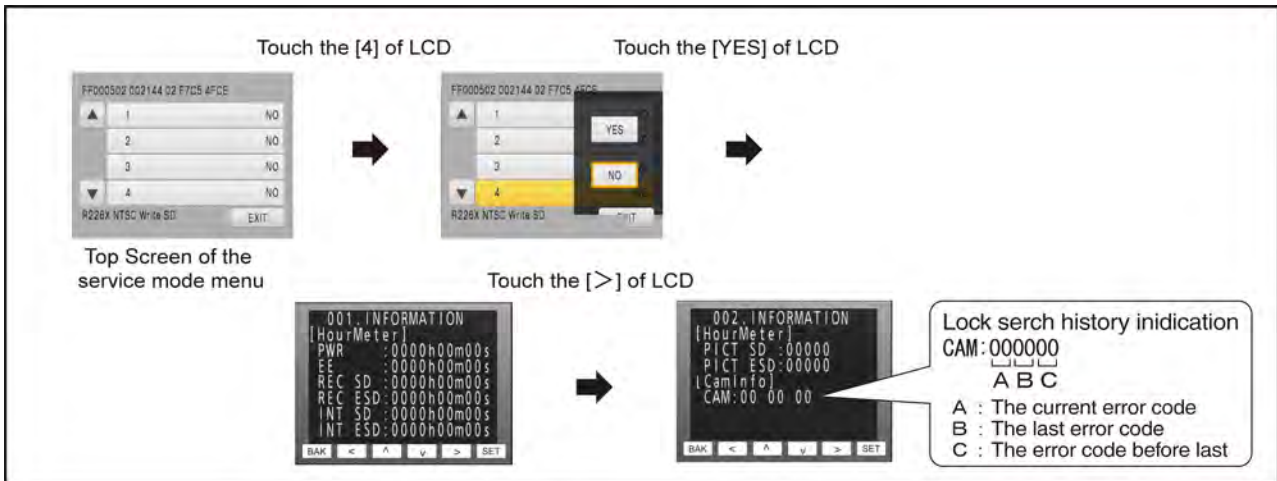 Touch the [4] of LCD
Touch the [YES] of LCD
FF000502 002144 02 F7C5 4FCE
▲ 1 NO
2 NO
3 NO
▼ 4 NO
R226X NTSC Write SD EXIT
FF000502 002144 02 F7C5 4FCE
▲ 1
2
3
▼ 4
YES
NO
R226X NTSC Write SD EXIT
Top Screen of the
service mode menu
Touch the [>] of LCD
001.INFORMATION
[HourMeter]
PWR :0000h00m00s
EE :0000h00m00s
REC SD :0000h00m00s
REC ESD:0000h00m00s
INT SD :0000h00m00s
INT ESD:0000h00m00s
BAK < ^ v > SET
002.INFORMATION
[HourMeter]
PICT SD :00000
PICT ESD:00000
[CamInfo]
CAM:00 00 00
BAK < ^ v > SET
Lock serch history inidication
CAM:000000
A B C
A : The current error code
B : The last error code
C : The error code before last